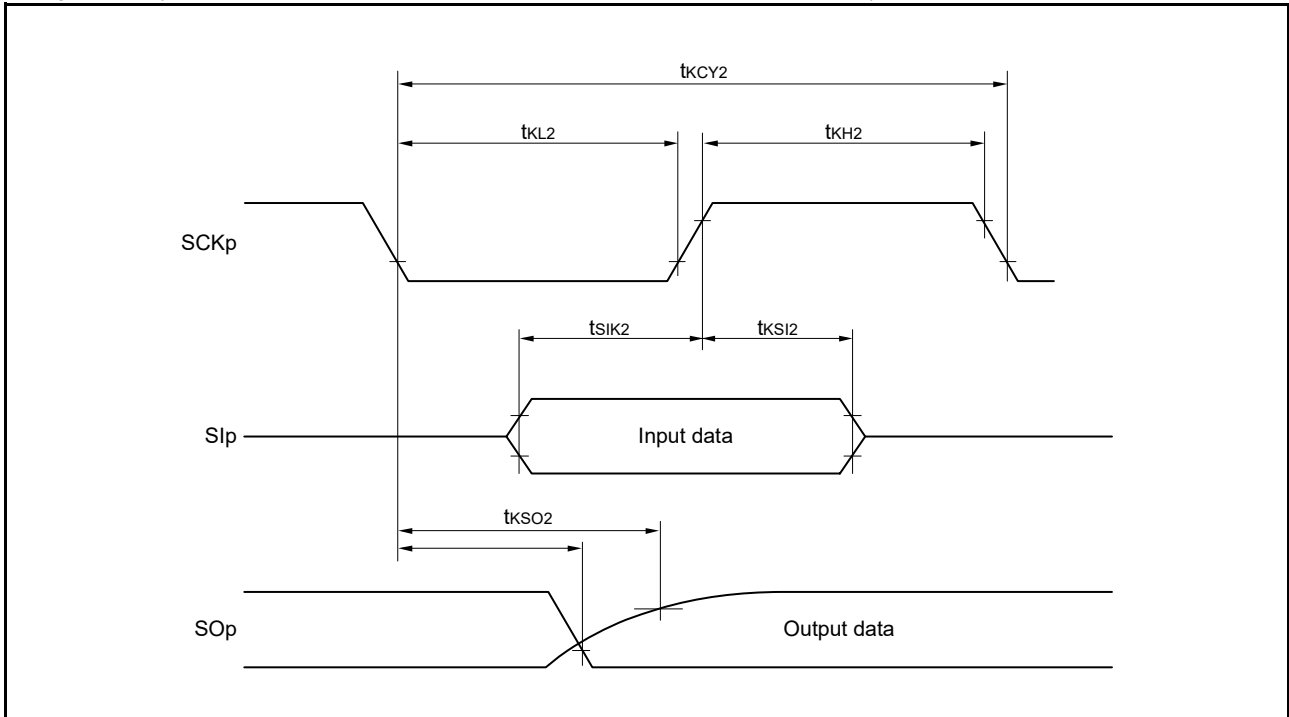 tKCY2
tKL2
tKH2
SCKp
tSIK2
tKSI2
SIp
Input data
tKSO2
SOp
Output data